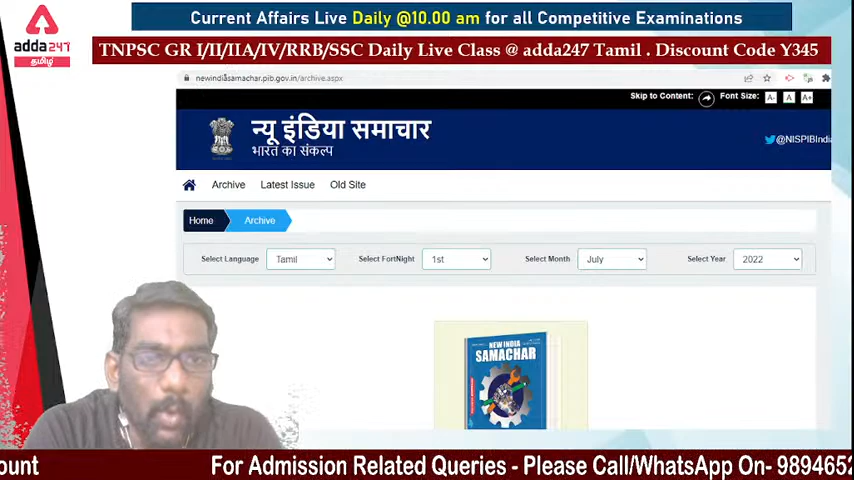 Current Affairs Live Daily @10.00 am for all Competitive Examinations
adda247
தமிழ்
TNPSC GR I/II/IIA/IV/RRB/SSC Daily Live Class @ adda247 Tamil . Discount Code Y345
newindiasamachar.pib.gov.in/archive.aspx
Skip to Content: Font Size: A- A A+
न्यू इंडिया समाचार
भारत का संकल्प
@NISPIBIndia
Archive Latest Issue Old Site
Home Archive
Select Language Tamil Select FortNight 1st Select Month July Select Year 2022
NEW INDIA
SAMACHAR
ount For Admission Related Queries - Please Call/WhatsApp On- 9894652